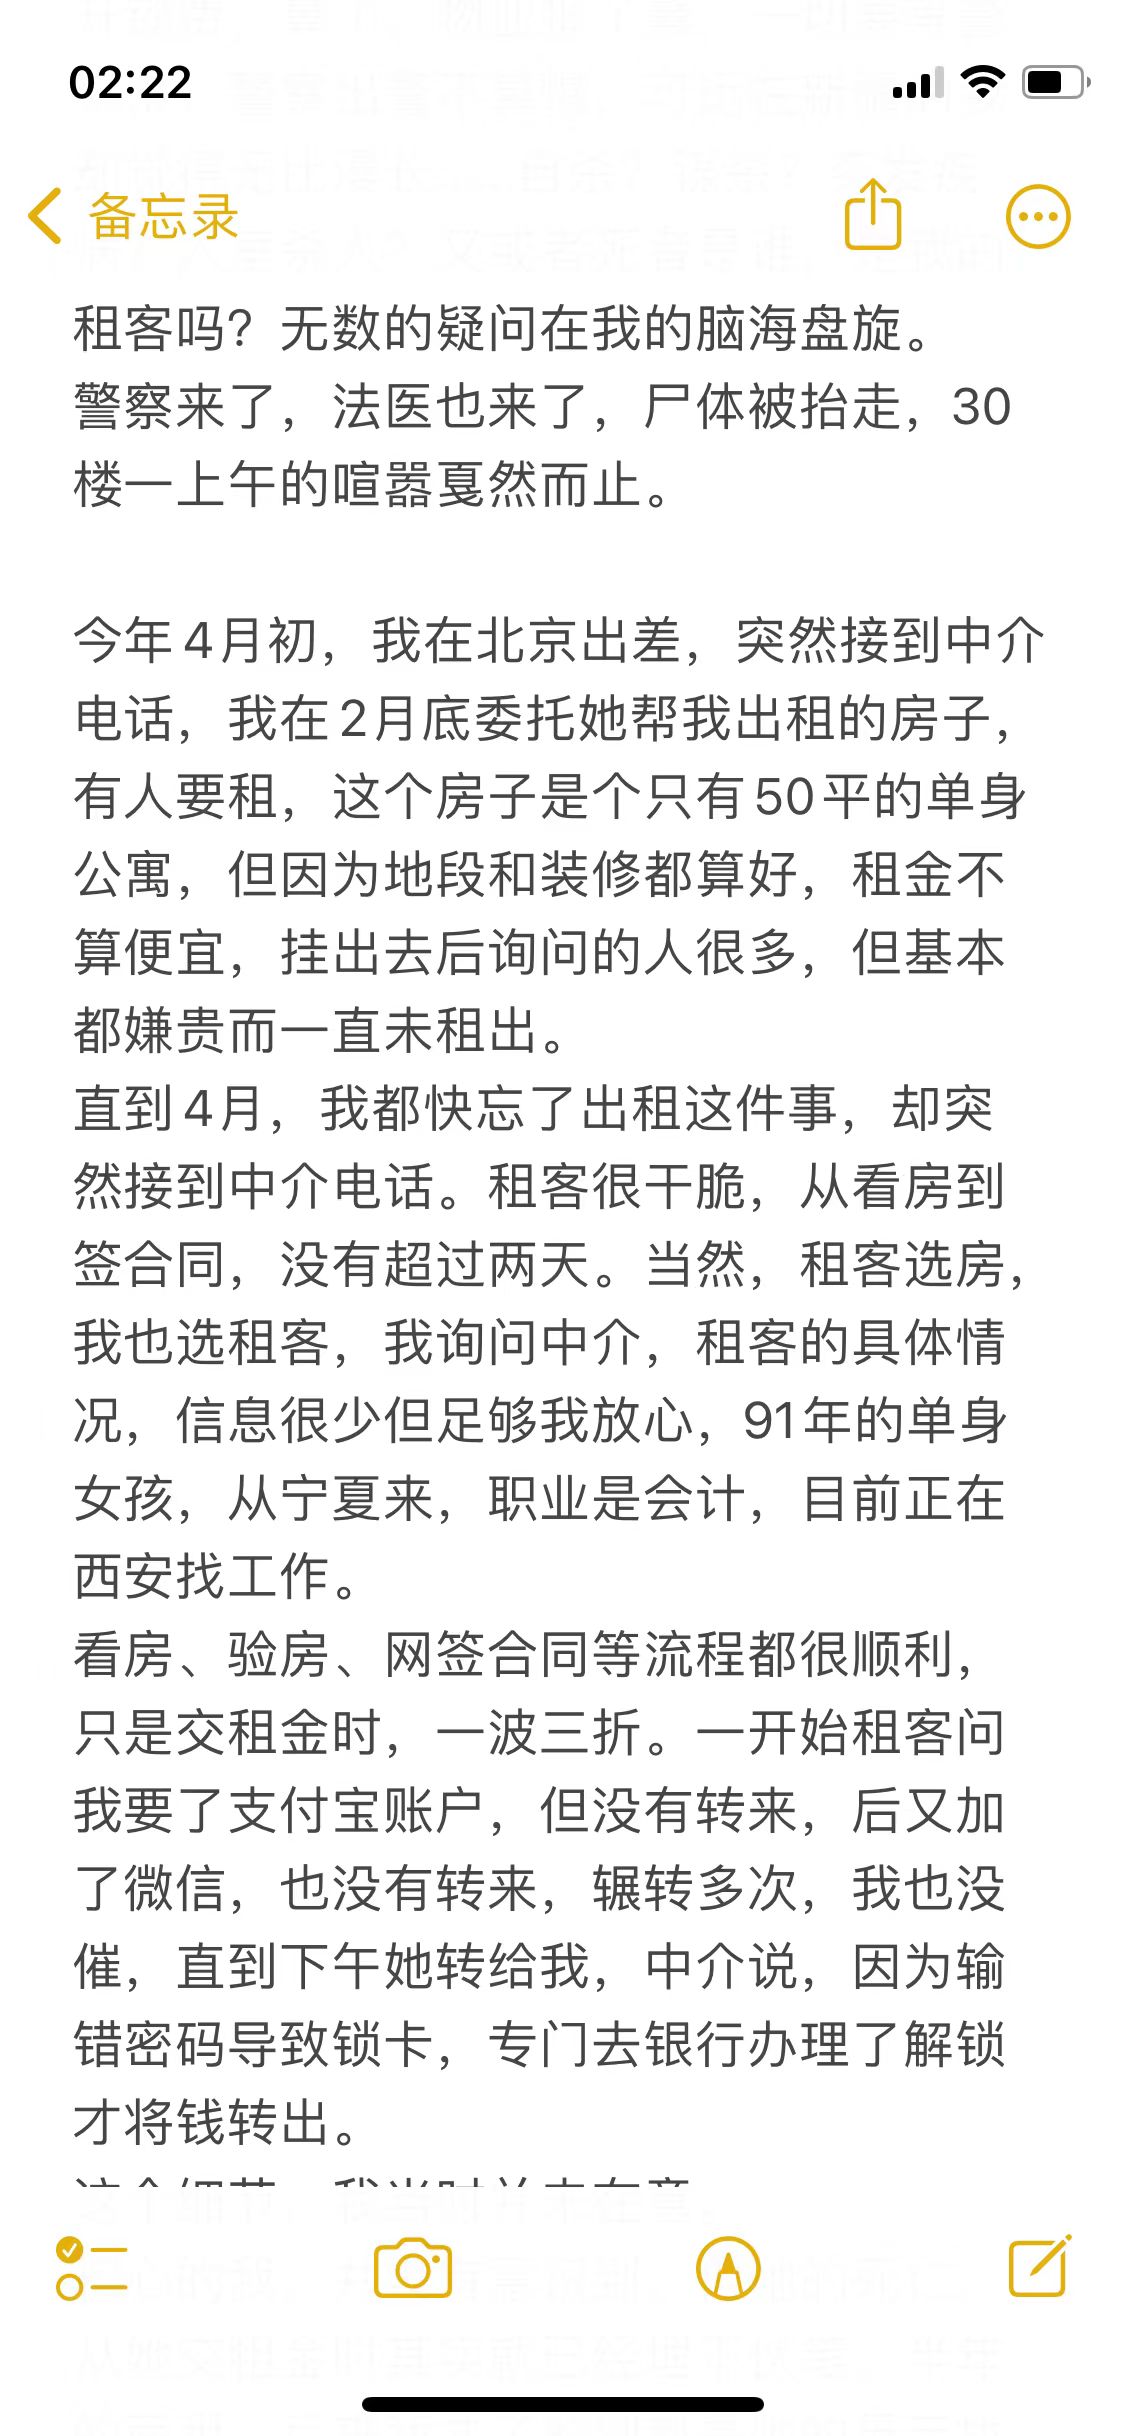 02:22
备忘录
租客吗？无数的疑问在我的脑海盘旋。
警察来了，法医也来了，尸体被抬走，30
楼一上午的喧嚣戛然而止。
今年4月初，我在北京出差，突然接到中介
电话，我在2月底委托她帮我出租的房子，
有人要租，这个房子是个只有50平的单身
公寓，但因为地段和装修都算好，租金不
算便宜，挂出去后询问的人很多，但基本
都嫌贵而一直未租出。
直到4月，我都快忘了出租这件事，却突
然接到中介电话。租客很干脆，从看房到
签合同，没有超过两天。当然，租客选房，
我也选租客，我询问中介，租客的具体情
况，信息很少但足够我放心，91年的单身
女孩，从宁夏来，职业是会计，目前正在
西安找工作。
看房、验房、网签合同等流程都很顺利，
只是交租金时，一波三折。一开始租客问
我要了支付宝账户，但没有转来，后又加
了微信，也没有转来，辗转多次，我也没
催，直到下午她转给我，中介说，因为输
错密码导致锁卡，专门去银行办理了解锁
才将钱转出。
这个细节，我当时并未在意。